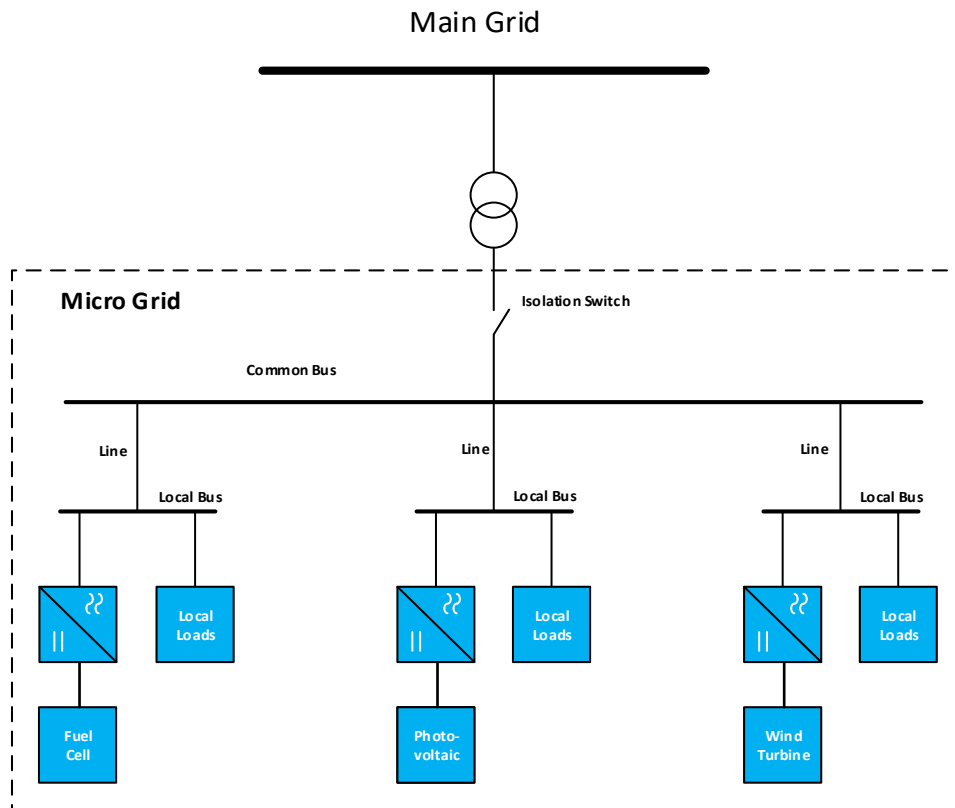 Main Grid
Micro Grid
Isolation Switch
Common Bus
Line
Line
Line
Local Bus
Local Bus
Local Bus
Local
Loads
Local
Loads
Local
Loads
Fuel
Cell
Photo-
voltaic
Wind
Turbine